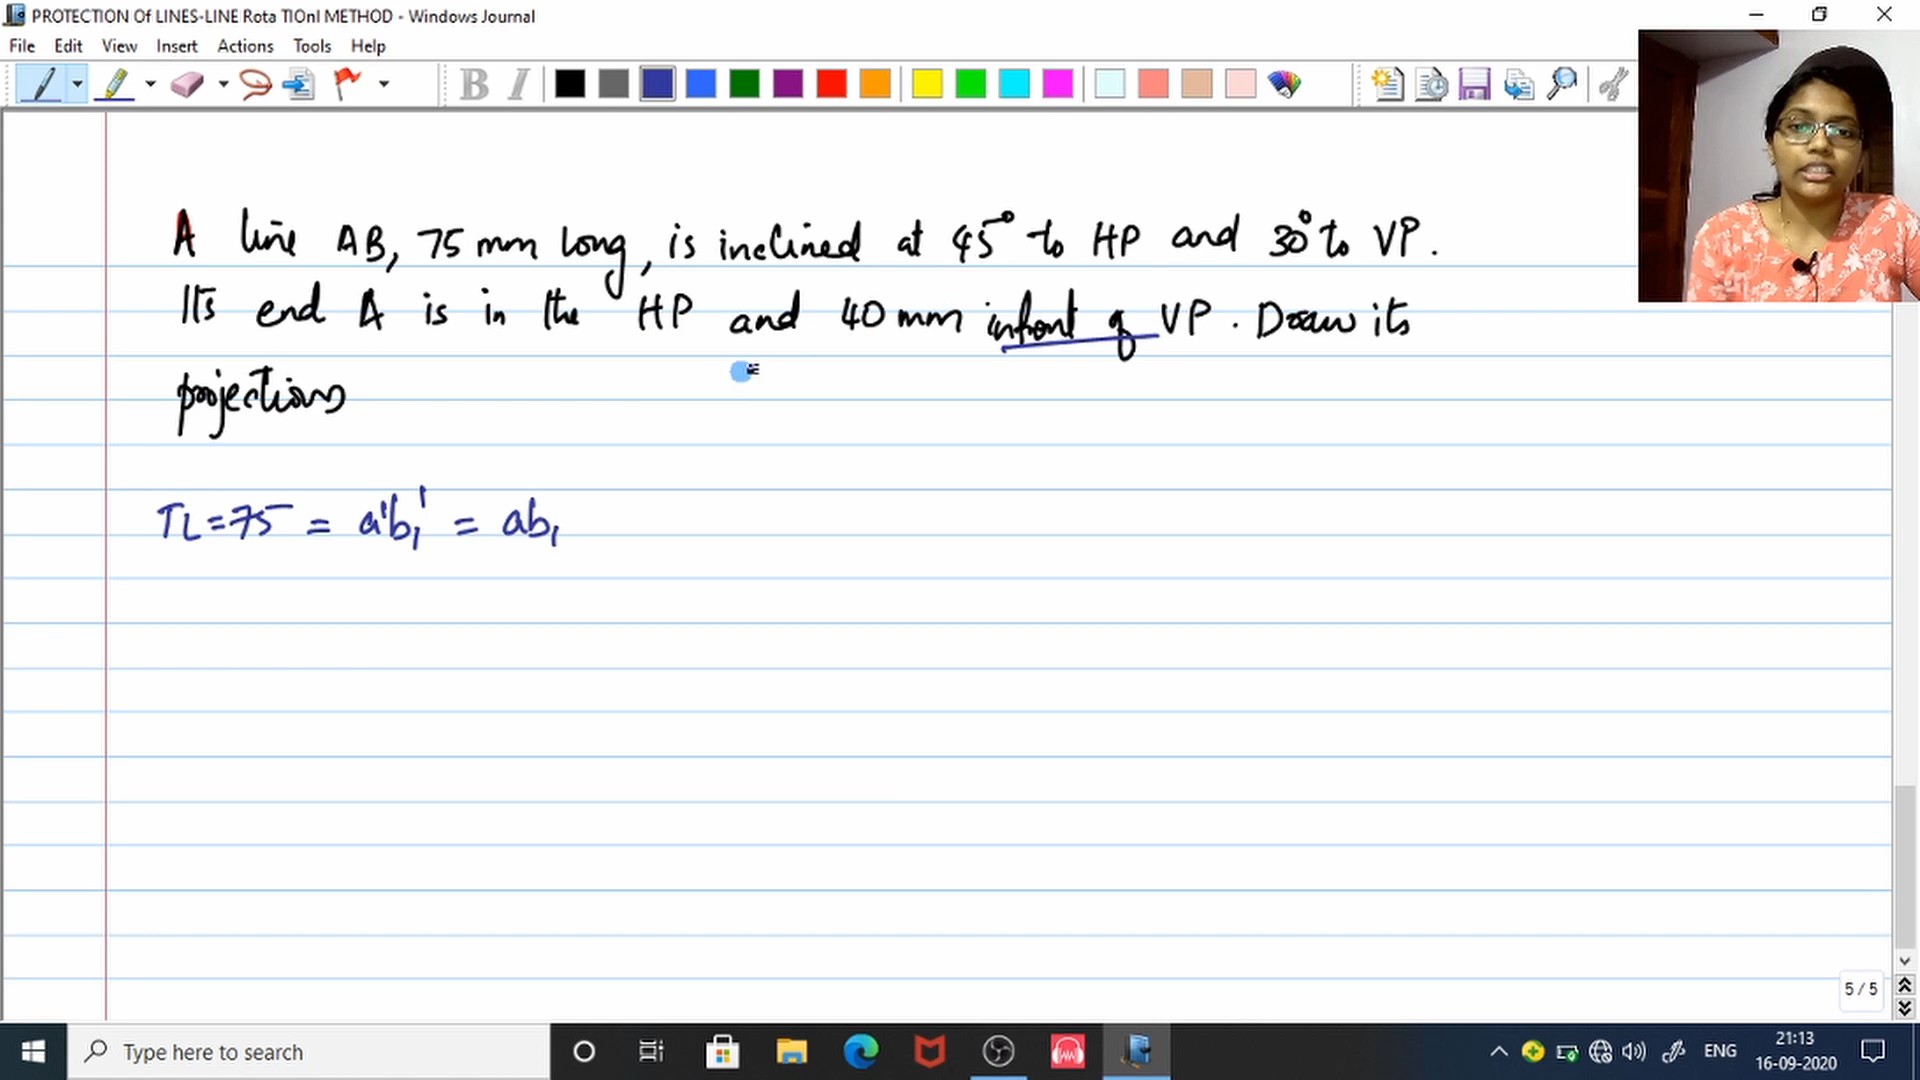 PROTECTION Of LINES-LINE Rota TIOnI METHOD - Windows Journal
File Edit View Insert Actions Tools Help
B I
A line AB, 75 mm long, is inclined at 45° to HP and 30° to VP.
Its end A is in the HP and 40 mm infront of VP. Draw its
projections
TL = 75 = a'b₁' = ab₁
5 / 5
Type here to search
ENG
21:13
16-09-2020